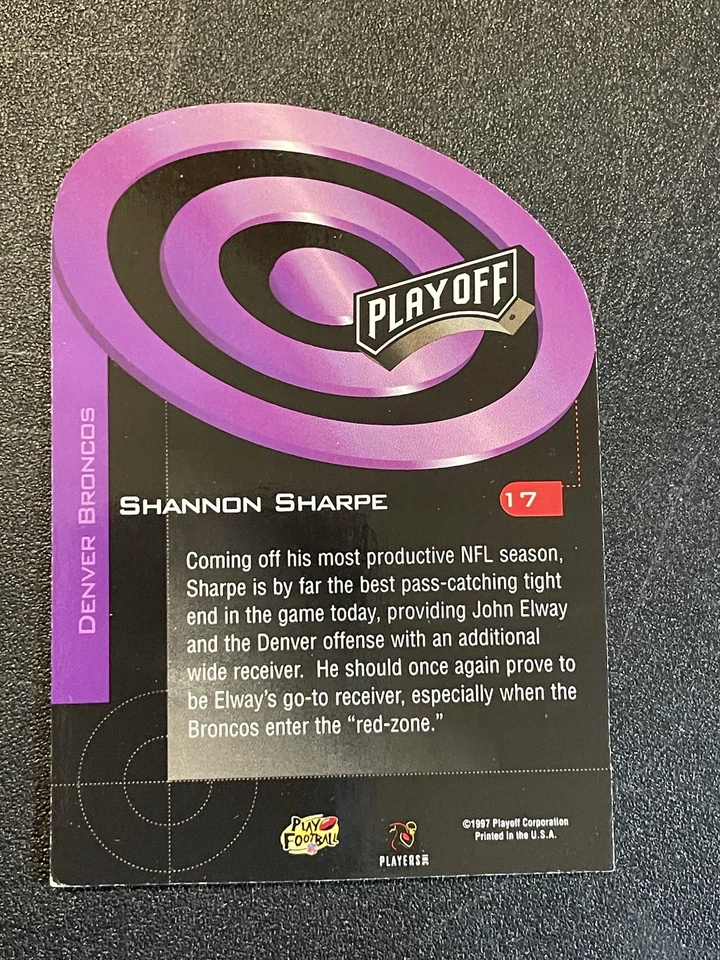 PLAYOFF
DENVER BRONCOS
SHANNON SHARPE
17
Coming off his most productive NFL season,
Sharpe is by far the best pass-catching tight
end in the game today, providing John Elway
and the Denver offense with an additional
wide receiver. He should once again prove to
be Elway's go-to receiver, especially when the
Broncos enter the "red-zone."
PLAY
FOOTBALL
PLAYERS INC
©1997 Playoff Corporation
Printed in the U.S.A.